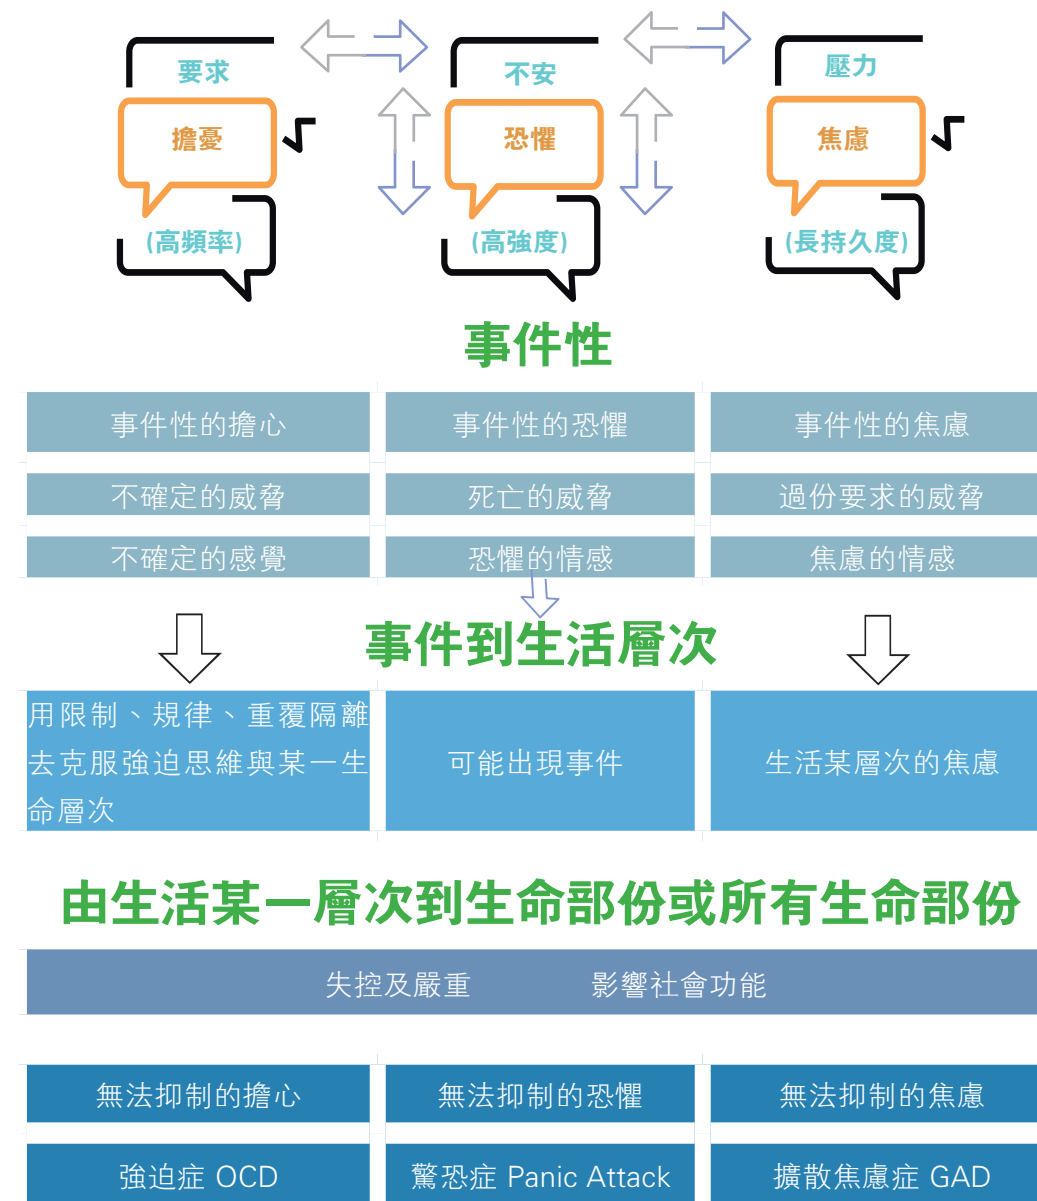 要求
不安
壓力
擔憂
恐懼
焦慮
(高頻率)
(高強度)
(長持久度)
事件性
事件性的擔心
事件性的恐懼
事件性的焦慮
不確定的威脅
死亡的威脅
過份要求的威脅
不確定的感覺
恐懼的情感
焦慮的情感
事件到生活層次
用限制、規律、重覆隔離
去克服強迫思維與某一生
命層次
可能出現事件
生活某層次的焦慮
由生活某一層次到生命部份或所有生命部份
失控及嚴重
影響社會功能
無法抑制的擔心
無法抑制的恐懼
無法抑制的焦慮
強迫症 OCD
驚恐症 Panic Attack
擴散焦慮症 GAD